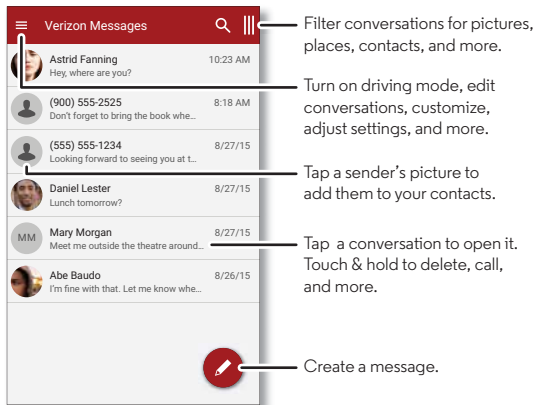 Verizon Messages
Astrid Fanning 10:23 AM
Hey, where are you?
(900) 555-2525 8:18 AM
Don't forget to bring the book whe...
(555) 555-1234 8/27/15
Looking forward to seeing you at t...
Daniel Lester 8/27/15
Lunch tomorrow?
MM
Mary Morgan 8/27/15
Meet me outside the theatre around...
Abe Baudo 8/26/15
I'm fine with that. Let me know whe...
Filter conversations for pictures,
places, contacts, and more.
Turn on driving mode, edit
conversations, customize,
adjust settings, and more.
Tap a sender's picture to
add them to your contacts.
Tap a conversation to open it.
Touch & hold to delete, call,
and more.
Create a message.